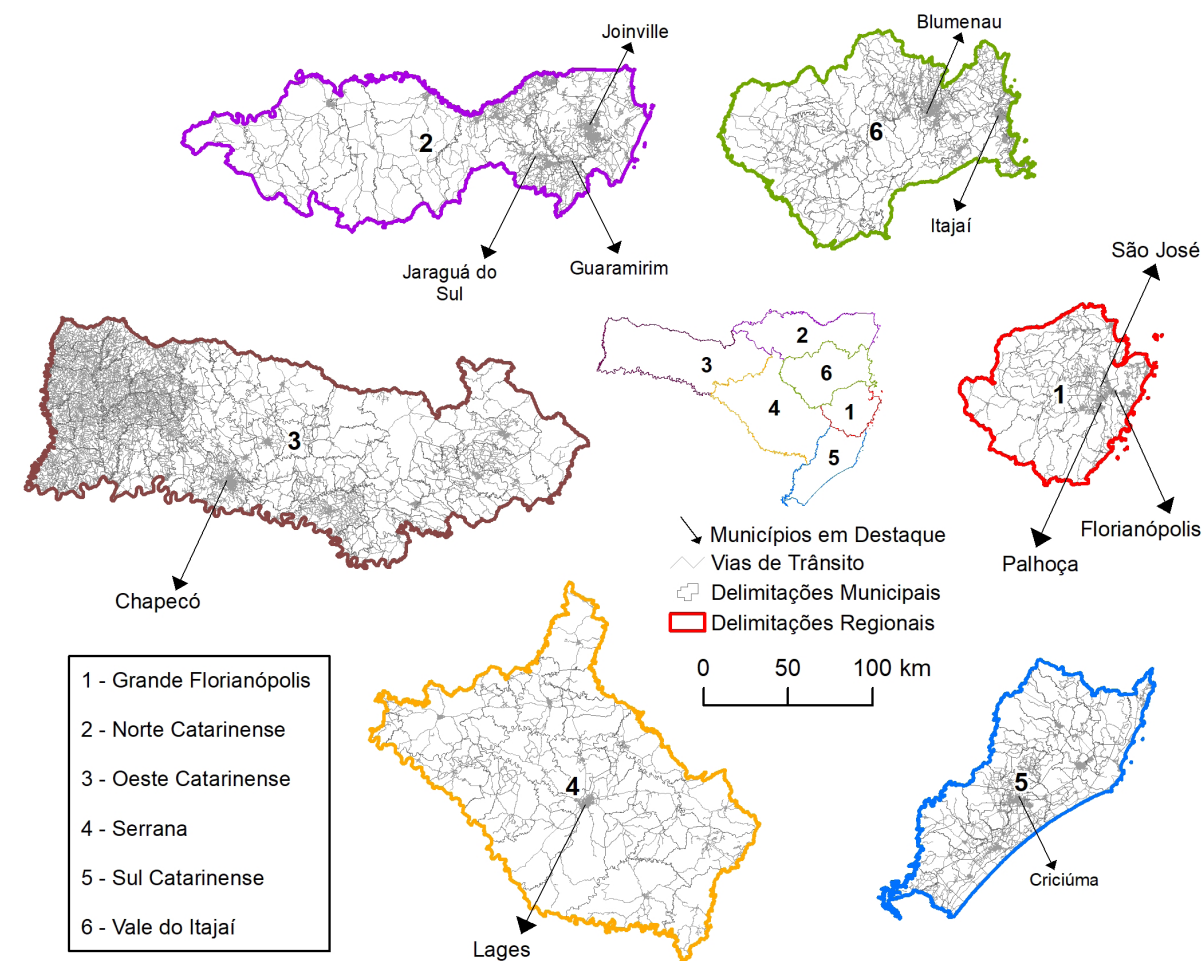 Joinville
Blumenau
2
6
Jaraguá do
Sul
Guaramirim
Itajaí
São José
3
2
3
6
4
1
5
1
Chapecó
Florianópolis
Palhoça
Municípios em Destaque
Vias de Trânsito
Delimitações Municipais
Delimitações Regionais
0 50 100 km
1 - Grande Florianópolis
2 - Norte Catarinense
3 - Oeste Catarinense
4 - Serrana
5 - Sul Catarinense
6 - Vale do Itajaí
4
Lages
5
Criciúma